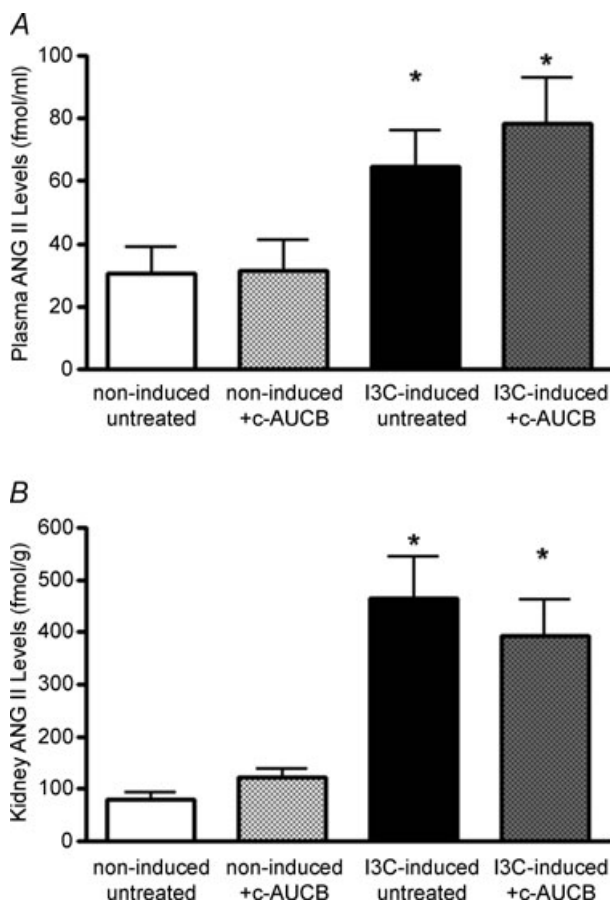 A
Plasma ANG II Levels (fmol/ml)
100
80
60
40
20
0
*
*
non-induced untreated
non-induced +c-AUCB
I3C-induced untreated
I3C-induced +c-AUCB
B
Kidney ANG II Levels (fmol/g)
600
500
400
300
200
100
0
*
*
non-induced untreated
non-induced +c-AUCB
I3C-induced untreated
I3C-induced +c-AUCB